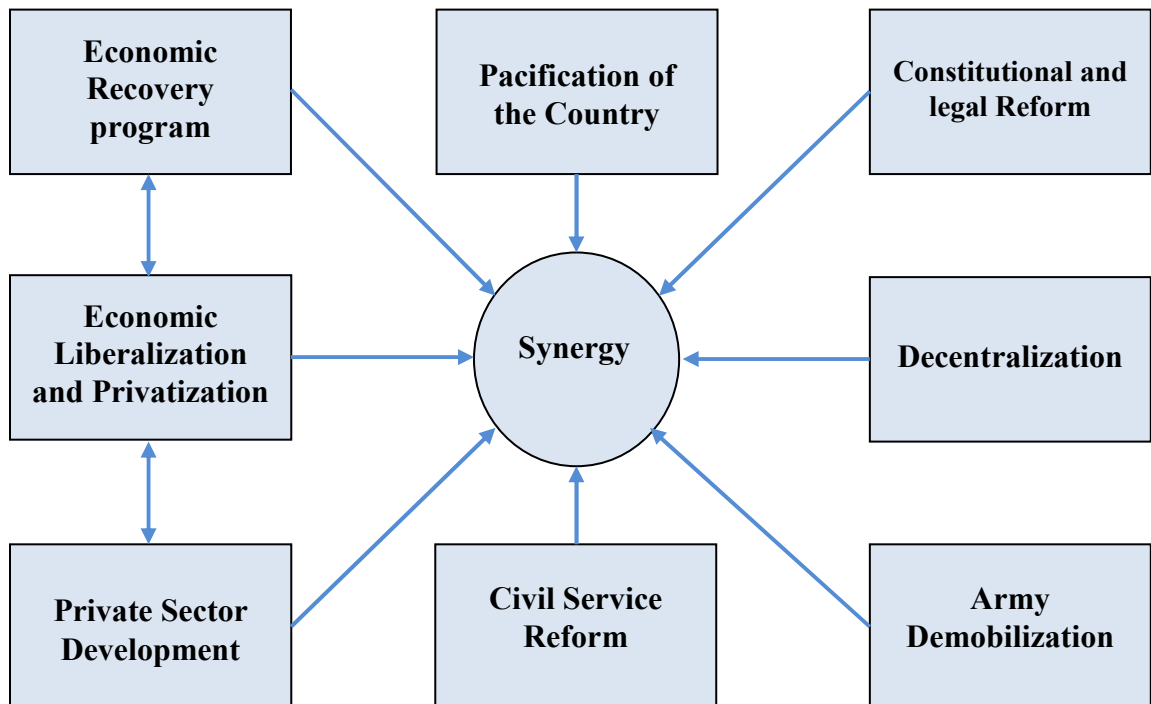 Economic
Recovery
program
Pacification of
the Country
Constitutional and
legal Reform
Economic
Liberalization
and Privatization
Synergy
Decentralization
Private Sector
Development
Civil Service
Reform
Army
Demobilization